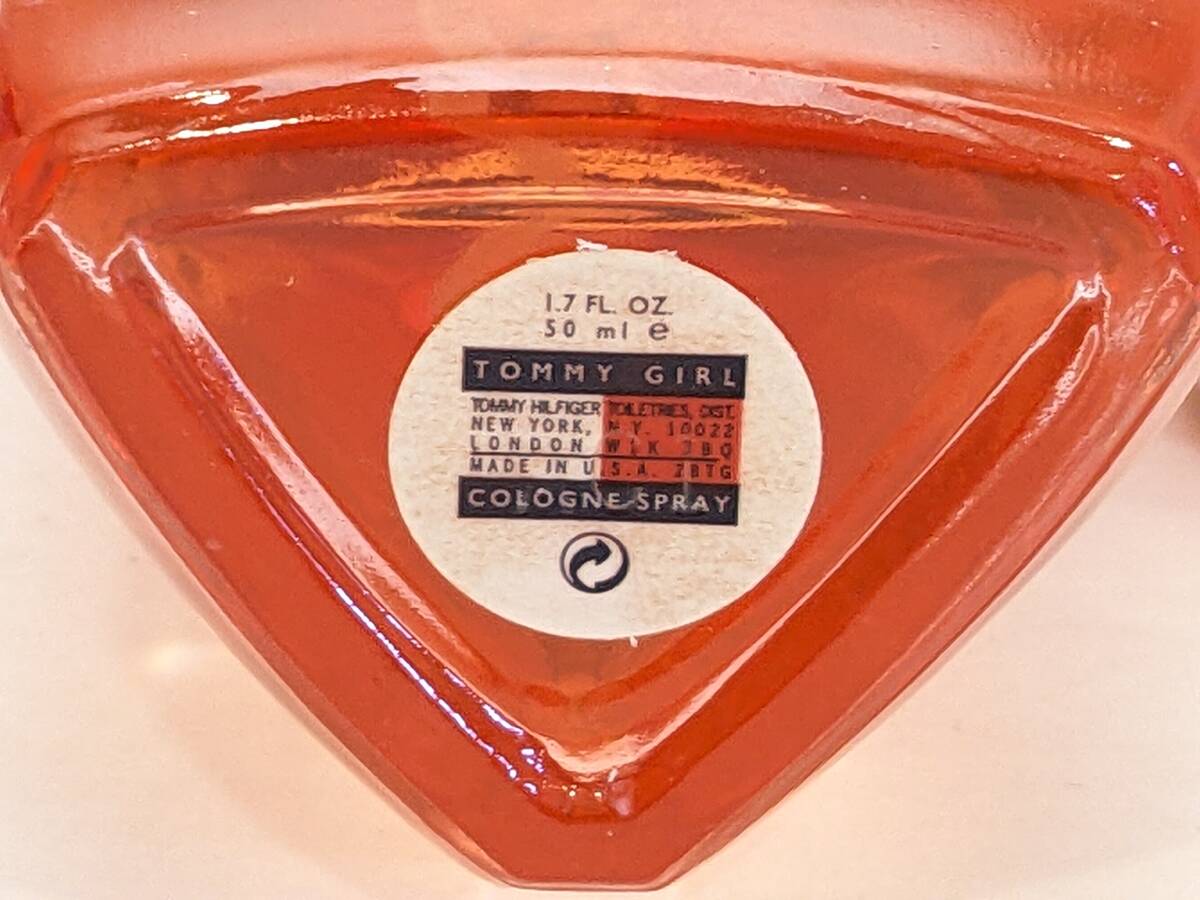 1.7 FL. OZ.
50 ml e
TOMMY GIRL
TOMMY HILFIGER TOILETRIES, DIST.
NEW YORK, N.Y. 10022
LONDON W1K 3BQ
MADE IN U.S.A. 2BTG
COLOGNE SPRAY